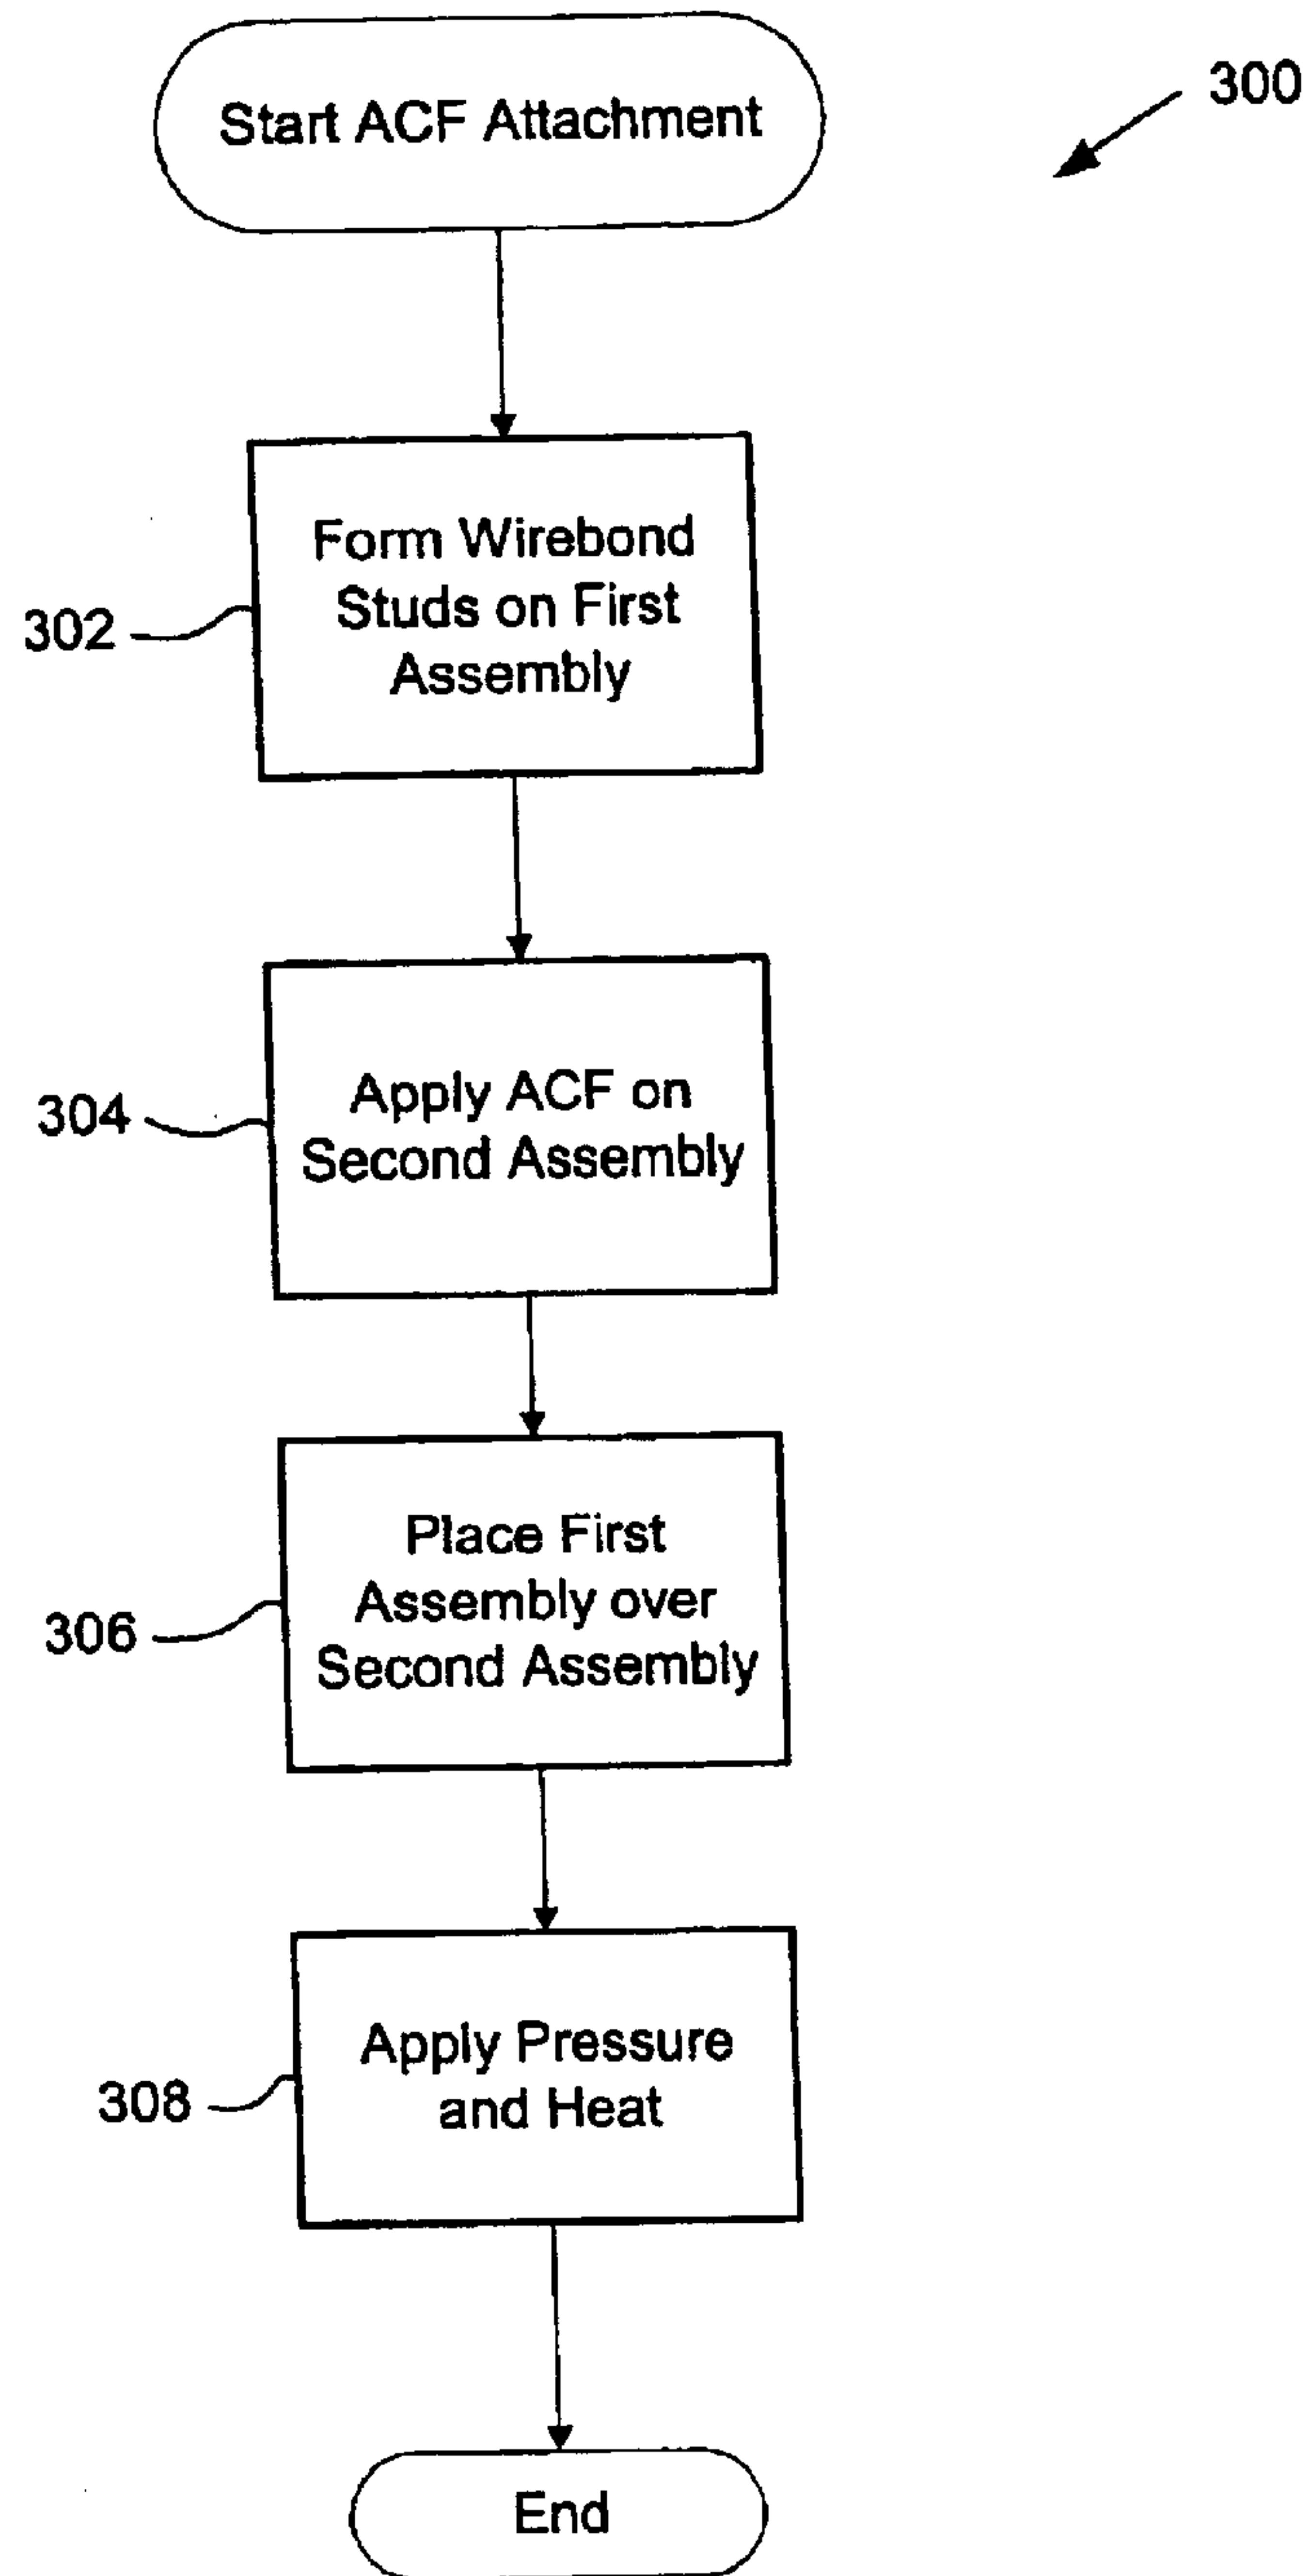 Start ACF Attachment
300
302
Form Wirebond
Studs on First
Assembly
304
Apply ACF on
Second Assembly
306
Place First
Assembly over
Second Assembly
308
Apply Pressure
and Heat
End